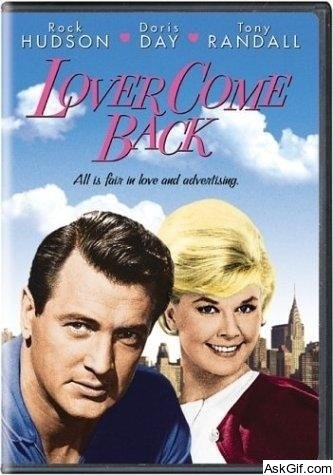 Rock Doris Tony
HUDSON ♥ DAY ♥ RANDALL
LOVER COME
BACK
All is fair in love and advertising.
AskGif.com